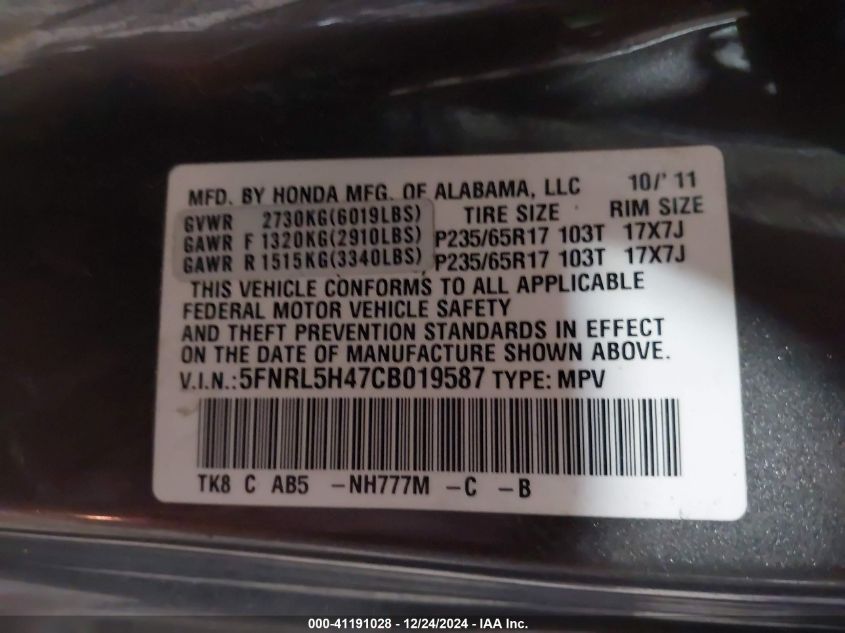 MFD. BY HONDA MFG. OF ALABAMA, LLC 10/'11
GVWR 2730KG(6019LBS) TIRE SIZE RIM SIZE
GAWR F 1320KG(2910LBS) P235/65R17 103T 17X7J
GAWR R 1515KG(3340LBS) P235/65R17 103T 17X7J
THIS VEHICLE CONFORMS TO ALL APPLICABLE
FEDERAL MOTOR VEHICLE SAFETY
AND THEFT PREVENTION STANDARDS IN EFFECT
ON THE DATE OF MANUFACTURE SHOWN ABOVE.
V.I.N.:5FNRL5H47CB019587 TYPE: MPV
TK8 C AB5 -NH777M -C -B
000-41191028 - 12/24/2024 - IAA Inc.